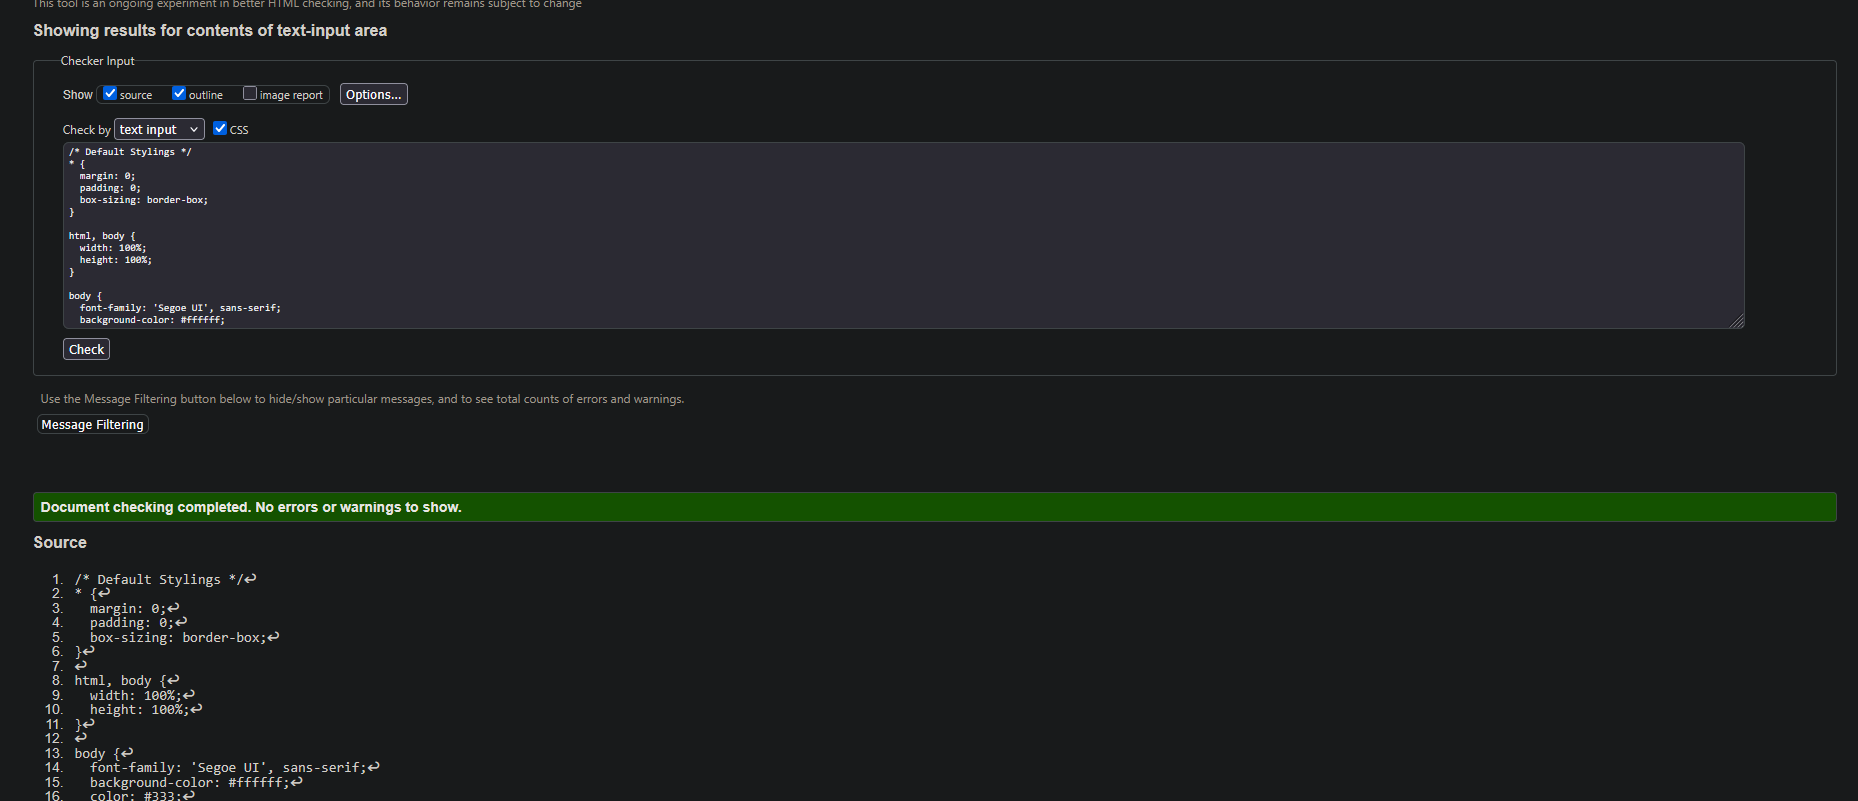 This tool is an ongoing experiment in better HTML checking, and its behavior remains subject to change
Showing results for contents of text-input area
Checker Input
Show source outline image report Options...
Check by text input CSS
/* Default Stylings */
* {
  margin: 0;
  padding: 0;
  box-sizing: border-box;
}

html, body {
  width: 100%;
  height: 100%;
}

body {
  font-family: 'Segoe UI', sans-serif;
  background-color: #ffffff;
Check
Use the Message Filtering button below to hide/show particular messages, and to see total counts of errors and warnings.
Message Filtering
Document checking completed. No errors or warnings to show.
Source
1. /* Default Stylings */↩
2. * {↩
3.   margin: 0;↩
4.   padding: 0;↩
5.   box-sizing: border-box;↩
6. }↩
7. ↩
8. html, body {↩
9.   width: 100%;↩
10.   height: 100%;↩
11. }↩
12. ↩
13. body {↩
14.   font-family: 'Segoe UI', sans-serif;↩
15.   background-color: #ffffff;↩
16.   color: #333;↩